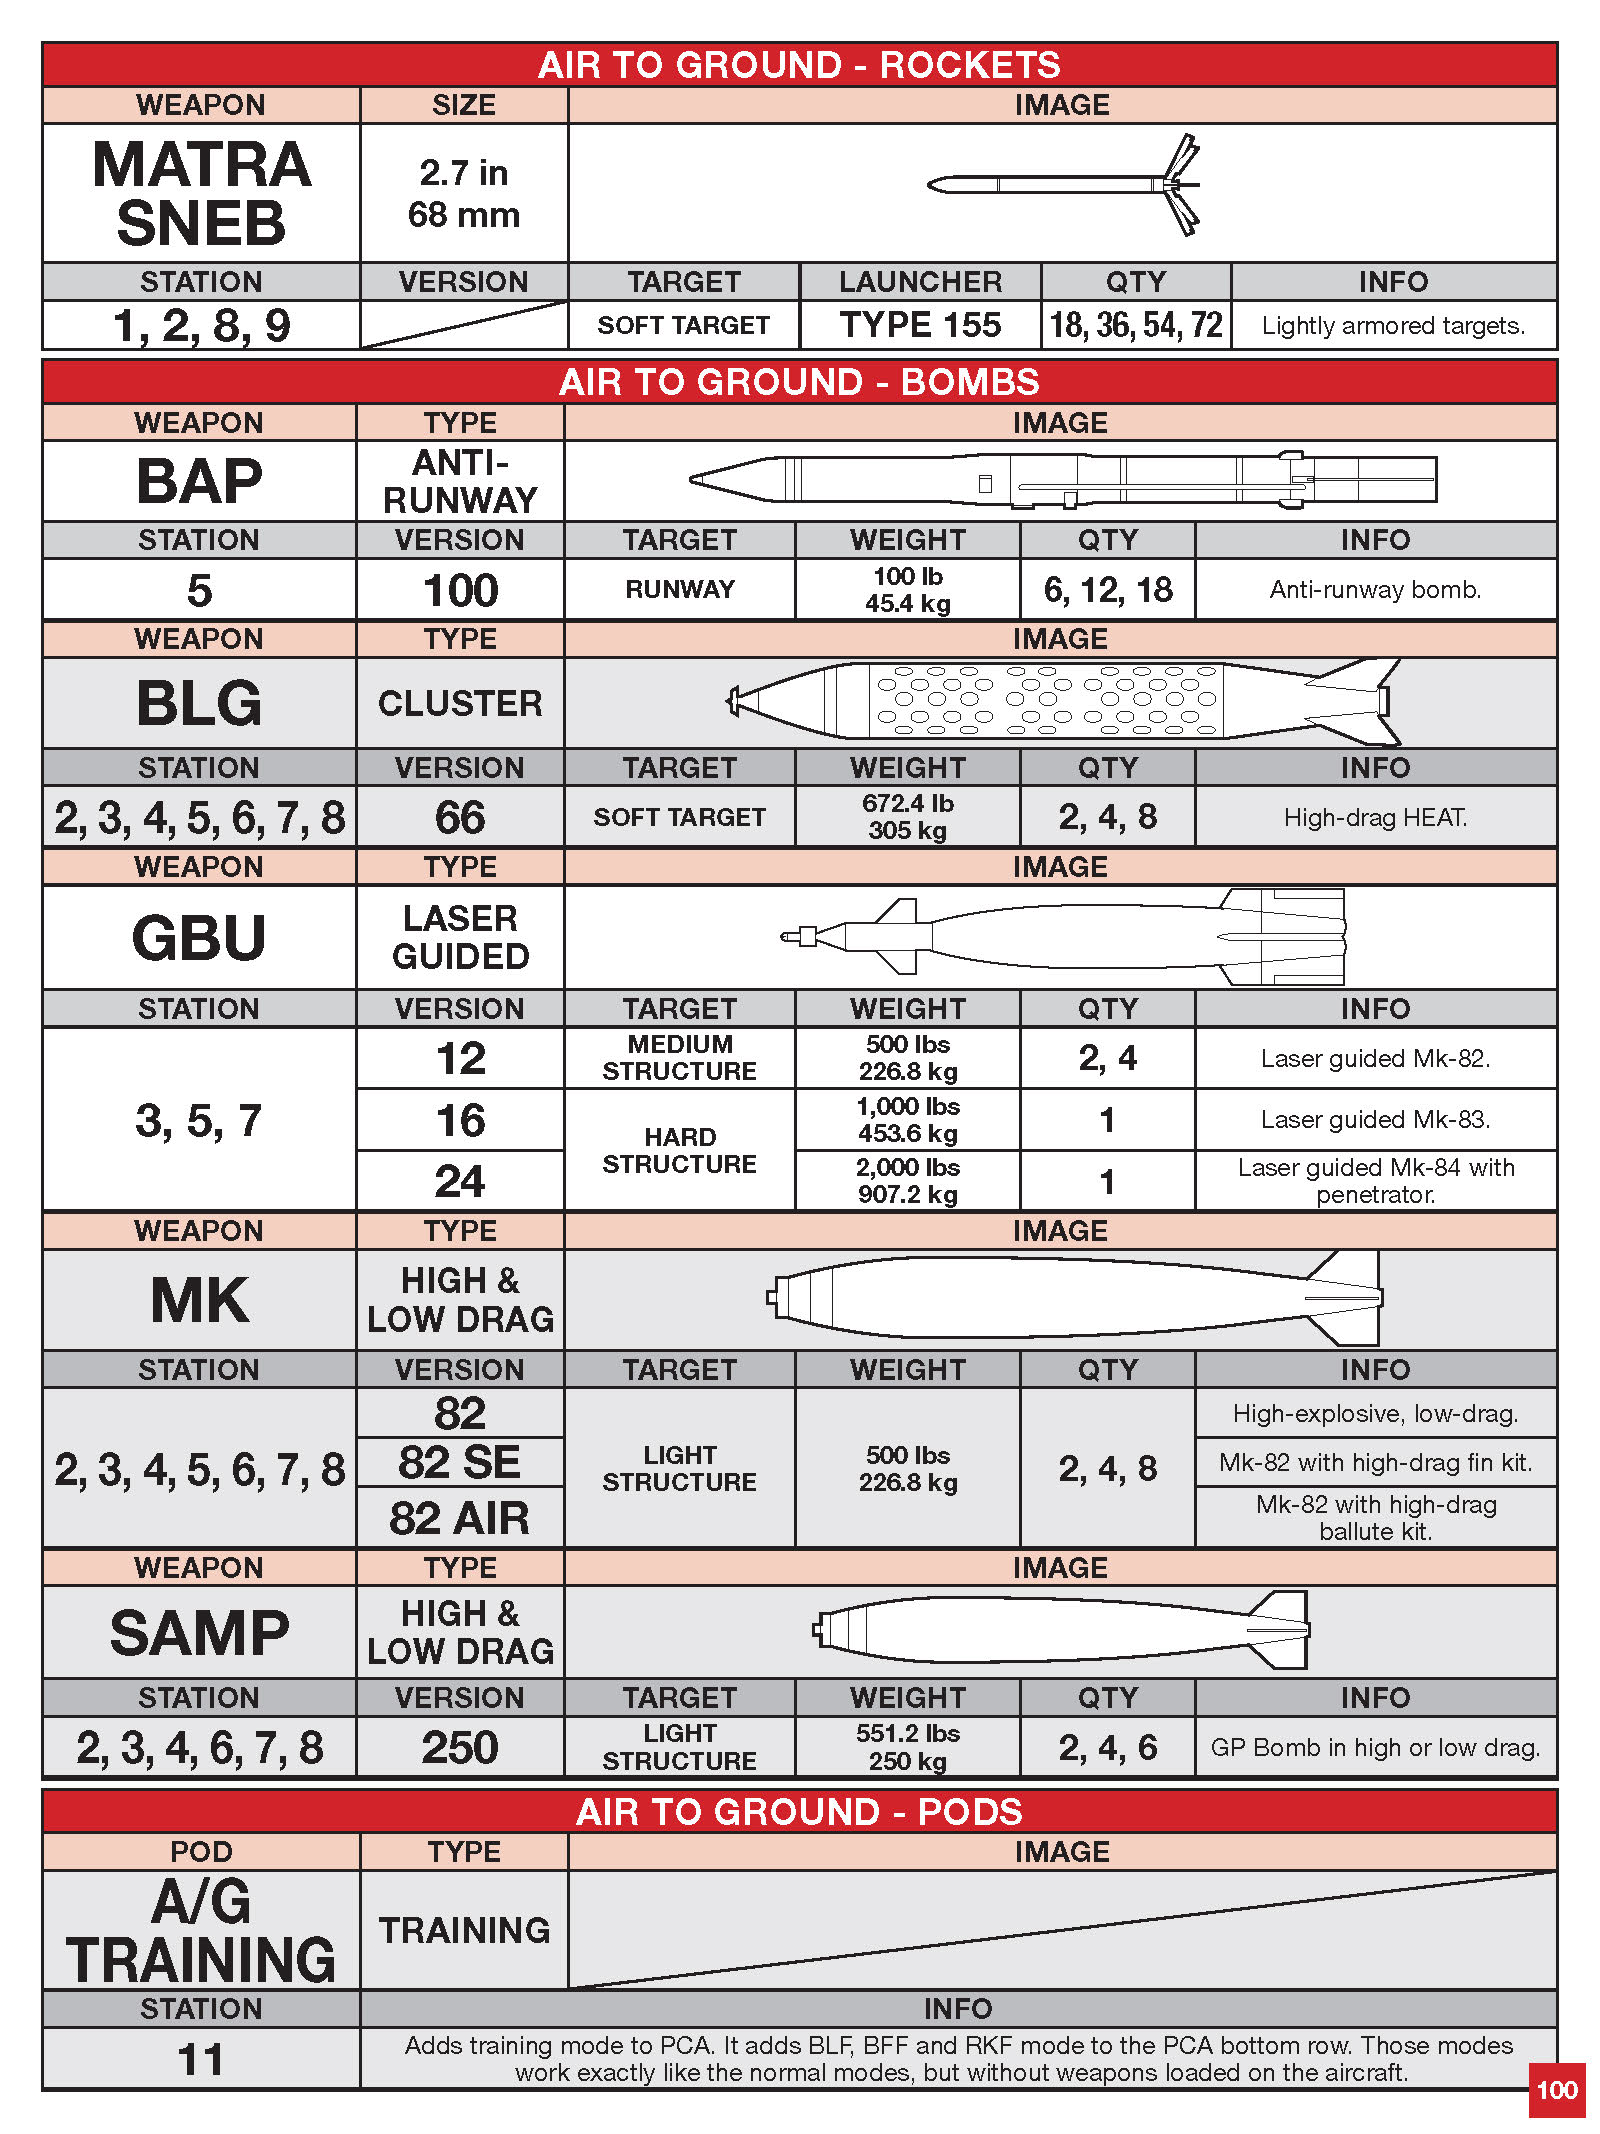 AIR TO GROUND - ROCKETS
WEAPON SIZE IMAGE
MATRA
SNEB
2.7 in
68 mm
STATION VERSION TARGET LAUNCHER QTY INFO
1, 2, 8, 9 SOFT TARGET TYPE 155 18, 36, 54, 72 Lightly armored targets.
AIR TO GROUND - BOMBS
WEAPON TYPE IMAGE
BAP
ANTI-
RUNWAY
STATION VERSION TARGET WEIGHT QTY INFO
5 100 RUNWAY
100 lb
45.4 kg
6, 12, 18 Anti-runway bomb.
WEAPON TYPE IMAGE
BLG CLUSTER
STATION VERSION TARGET WEIGHT QTY INFO
2, 3, 4, 5, 6, 7, 8 66 SOFT TARGET
672.4 lb
305 kg
2, 4, 8 High-drag HEAT.
WEAPON TYPE IMAGE
GBU
LASER
GUIDED
STATION VERSION TARGET WEIGHT QTY INFO
3, 5, 7
12
MEDIUM
STRUCTURE
500 lbs
226.8 kg
2, 4 Laser guided Mk-82.
16
HARD
STRUCTURE
1,000 lbs
453.6 kg
1 Laser guided Mk-83.
24
2,000 lbs
907.2 kg
1
Laser guided Mk-84 with
penetrator.
WEAPON TYPE IMAGE
MK
HIGH &
LOW DRAG
STATION VERSION TARGET WEIGHT QTY INFO
2, 3, 4, 5, 6, 7, 8
82
82 SE
82 AIR
LIGHT
STRUCTURE
500 lbs
226.8 kg
2, 4, 8
High-explosive, low-drag.
Mk-82 with high-drag fin kit.
Mk-82 with high-drag
ballute kit.
WEAPON TYPE IMAGE
SAMP
HIGH &
LOW DRAG
STATION VERSION TARGET WEIGHT QTY INFO
2, 3, 4, 6, 7, 8 250
LIGHT
STRUCTURE
551.2 lbs
250 kg
2, 4, 6 GP Bomb in high or low drag.
AIR TO GROUND - PODS
POD TYPE IMAGE
A/G
TRAINING
TRAINING
STATION INFO
11
Adds training mode to PCA. It adds BLF, BFF and RKF mode to the PCA bottom row. Those modes
work exactly like the normal modes, but without weapons loaded on the aircraft.
100